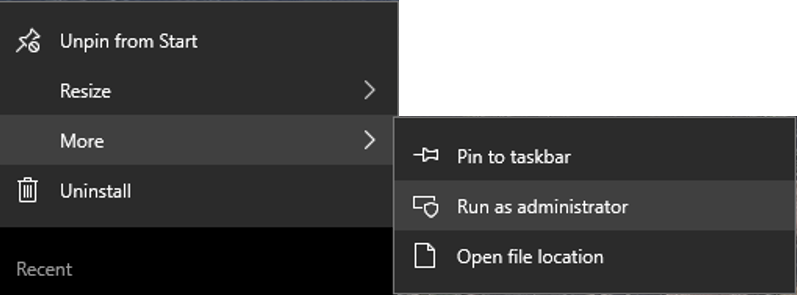 Unpin from Start
Resize
More
Uninstall
Recent
Pin to taskbar
Run as administrator
Open file location